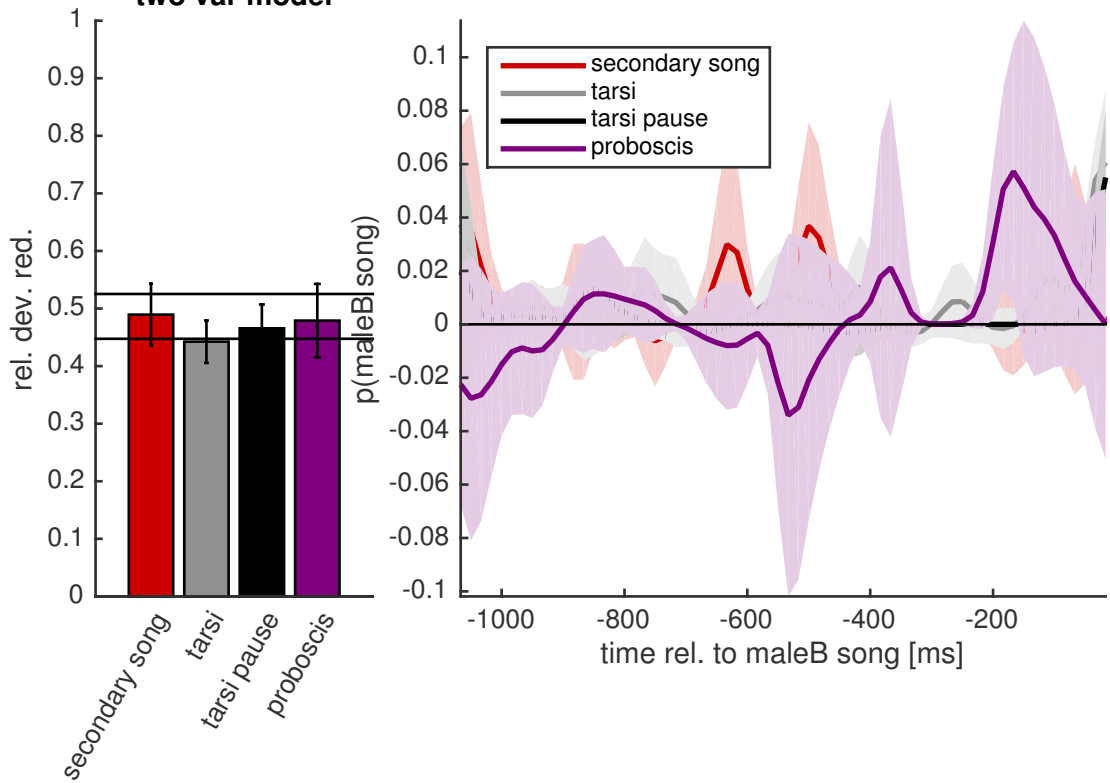 two var model
rel. dev. red.
1
0.9
0.8
0.7
0.6
0.5
0.4
0.3
0.2
0.1
0
secondary song
tarsi
tarsi pause
proboscis
p(maleB song)
0.1
0.08
0.06
0.04
0.02
0
-0.02
-0.04
-0.06
-0.08
-0.1
secondary song
tarsi
tarsi pause
proboscis
-1000
-800
-600
-400
-200
time rel. to maleB song [ms]